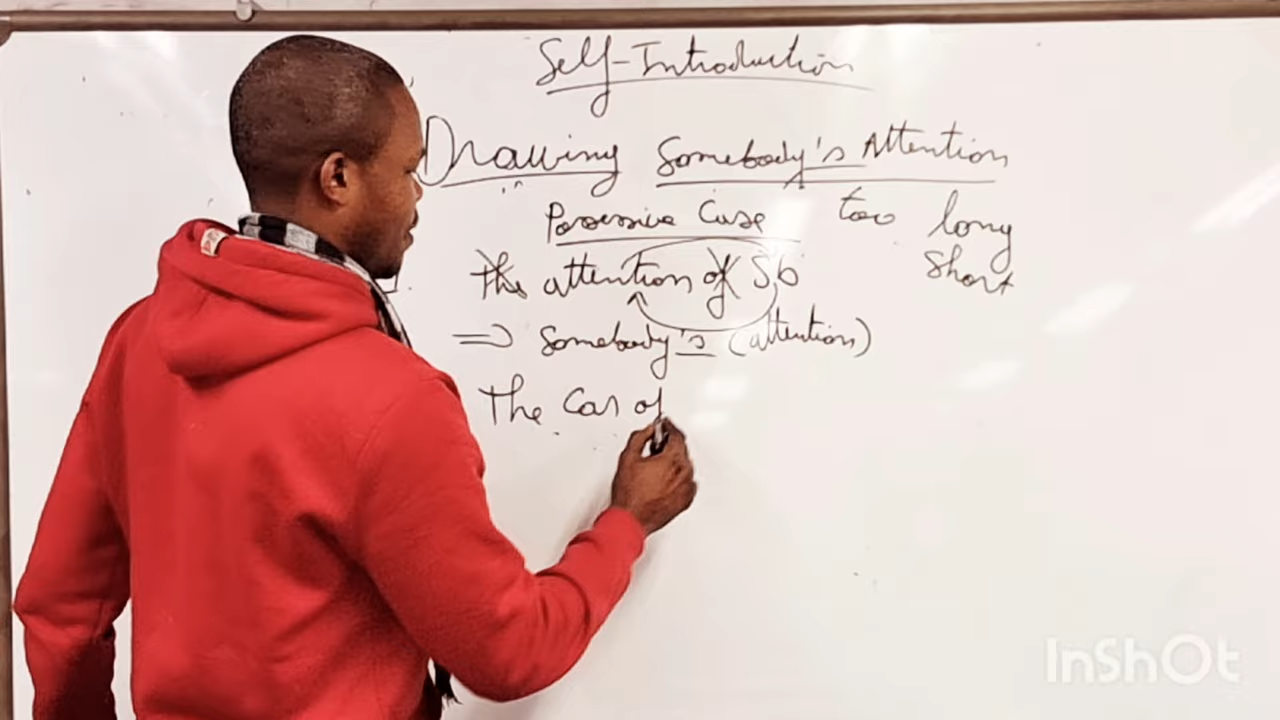 Self-Introduction
Drawing Somebody's Attention
Possessive Case too long
The attention of Sb short
=> Somebody's (attention)
The Car of
InShOt